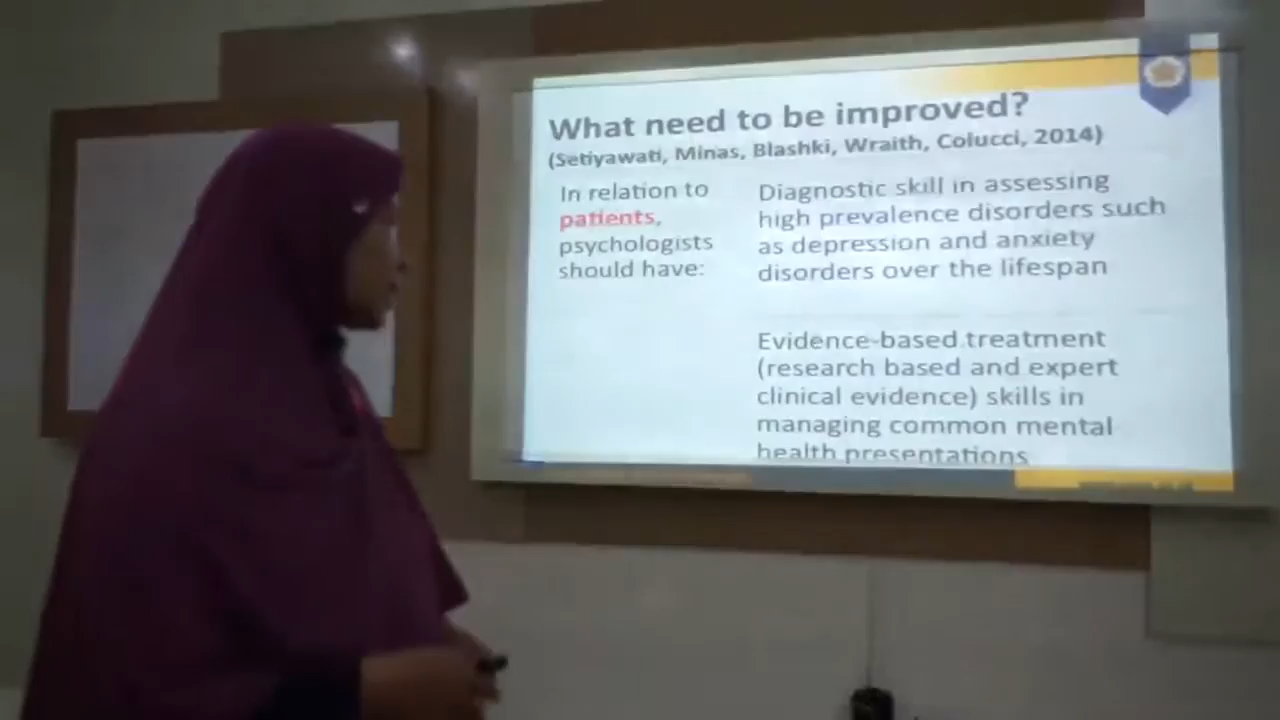 What need to be improved?
(Setiyawati, Minas, Blashki, Wraith, Colucci, 2014)
In relation to
patients,
psychologists
should have:
Diagnostic skill in assessing
high prevalence disorders such
as depression and anxiety
disorders over the lifespan
Evidence-based treatment
(research based and expert
clinical evidence) skills in
managing common mental
health presentations